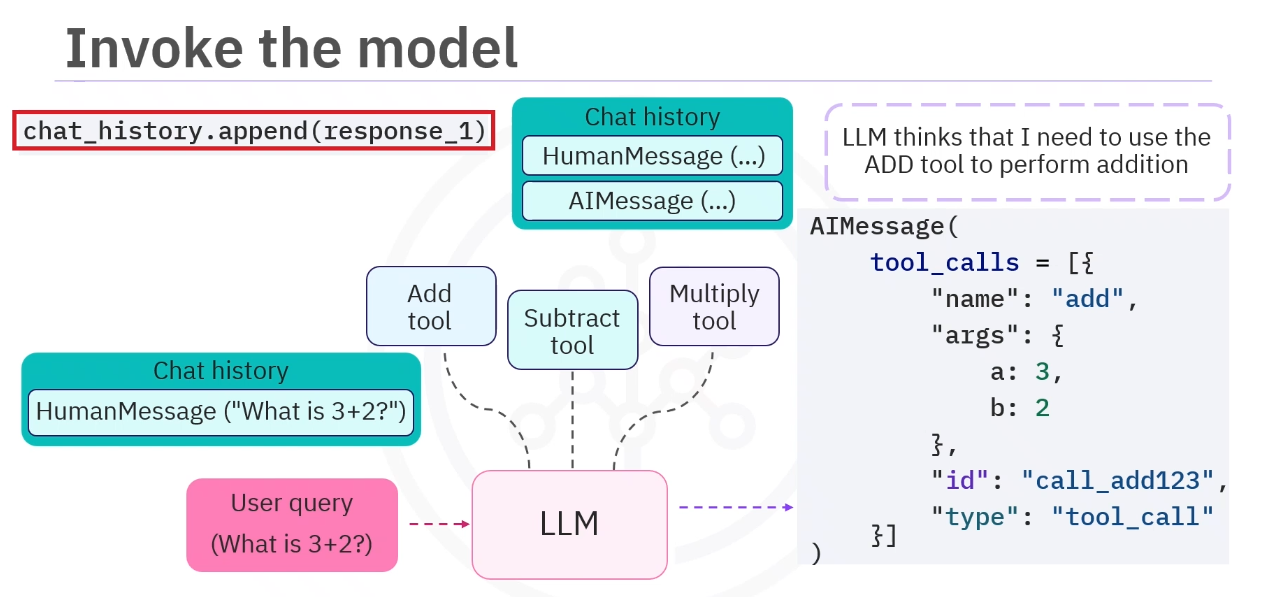 Invoke the model
chat_history.append(response_1)
Chat history
HumanMessage (...)
AIMessage (...)
LLM thinks that I need to use the
ADD tool to perform addition
Add
tool
Subtract
tool
Multiply
tool
Chat history
HumanMessage ("What is 3+2?")
User query
(What is 3+2?)
LLM
AIMessage(
    tool_calls = [{
        "name": "add",
        "args": {
            a: 3,
            b: 2
        },
        "id": "call_add123",
        "type": "tool_call"
    }]
)